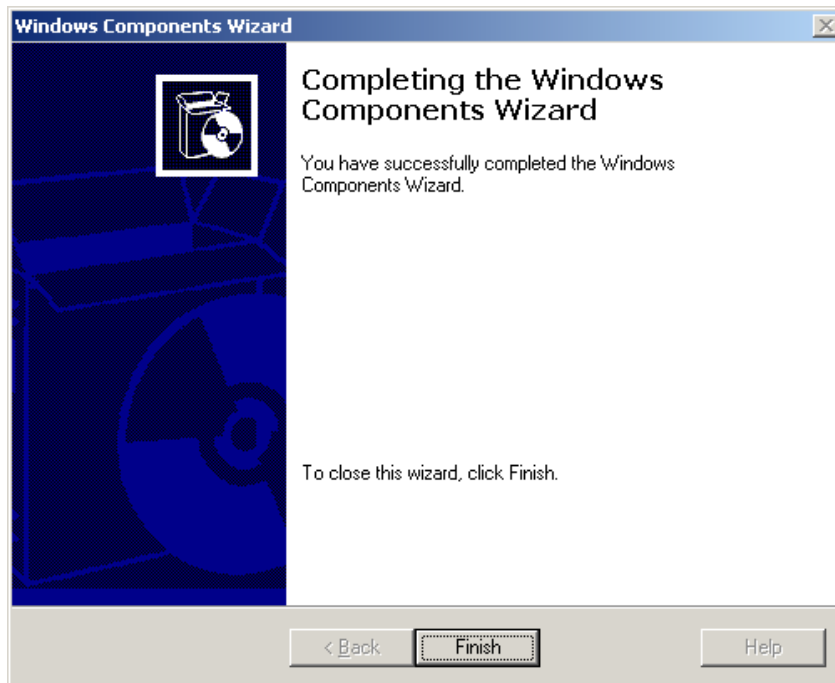 Windows Components Wizard
Completing the Windows
Components Wizard
You have successfully completed the Windows
Components Wizard.
To close this wizard, click Finish.
< Back
Finish
Help